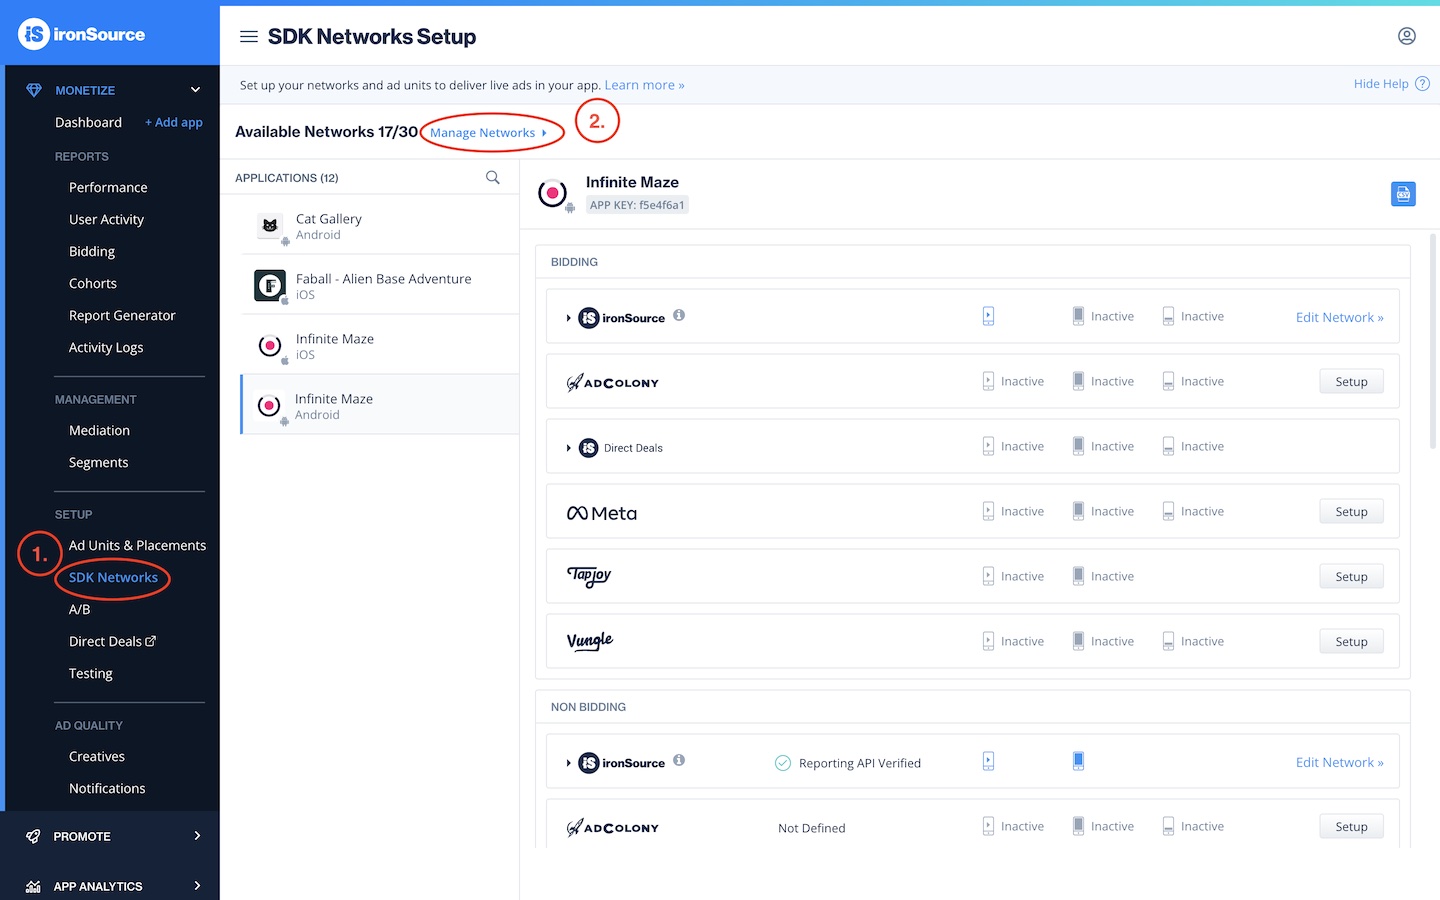 iS ironSource
SDK Networks Setup
MONETIZE
Dashboard + Add app
REPORTS
Performance
User Activity
Bidding
Cohorts
Report Generator
Activity Logs
MANAGEMENT
Mediation
Segments
SETUP
1.
Ad Units & Placements
SDK Networks
A/B
Direct Deals
Testing
AD QUALITY
Creatives
Notifications
PROMOTE
APP ANALYTICS
Set up your networks and ad units to deliver live ads in your app. Learn more »
Hide Help ?
Available Networks 17/30 Manage Networks
2.
APPLICATIONS (12)
Cat Gallery
Android
Faball - Alien Base Adventure
iOS
Infinite Maze
iOS
Infinite Maze
Android
Infinite Maze
APP KEY: f5e4f6a1
CSV
BIDDING
iS ironSource Inactive Inactive Edit Network »
ADCOLONY Inactive Inactive Inactive Setup
iS Direct Deals Inactive Inactive Inactive
Meta Inactive Inactive Inactive Setup
Tapjoy Inactive Inactive Setup
Vungle Inactive Inactive Inactive Setup
NON BIDDING
iS ironSource Reporting API Verified Edit Network »
ADCOLONY Not Defined Inactive Inactive Inactive Setup